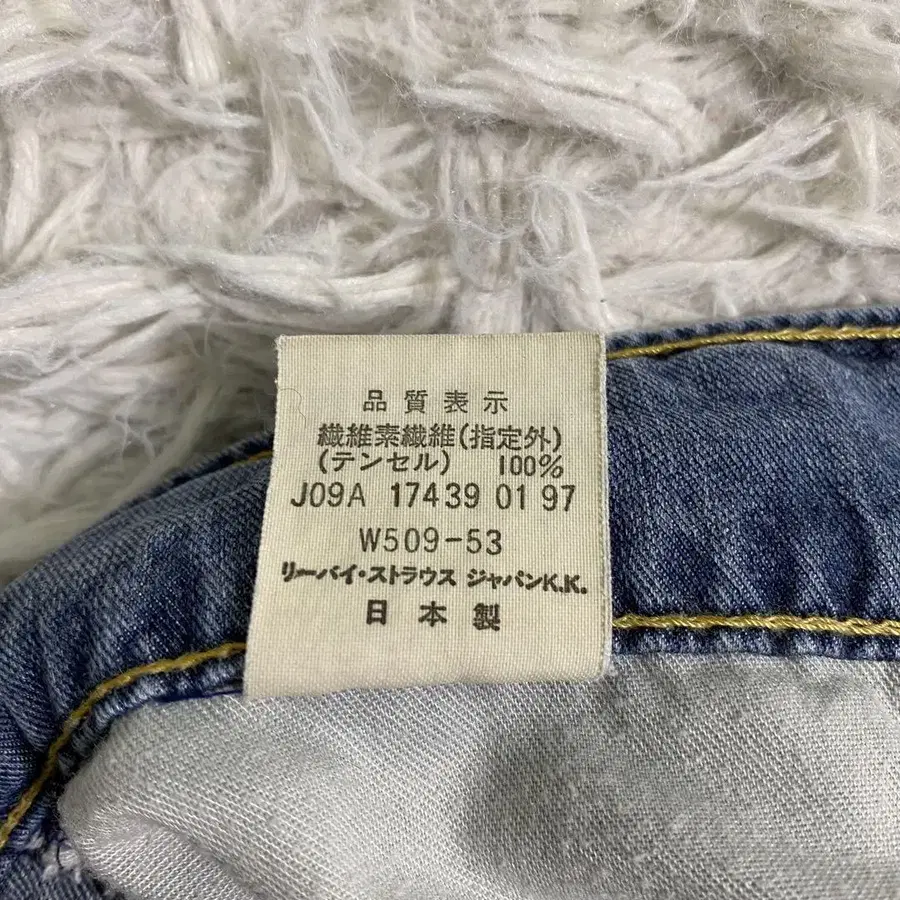 品質表示
繊維素繊維(指定外)
(テンセル) 100%
J09A 17439 01 97
W509-53
リーバイ・ストラウス ジャパンK.K.
日本製